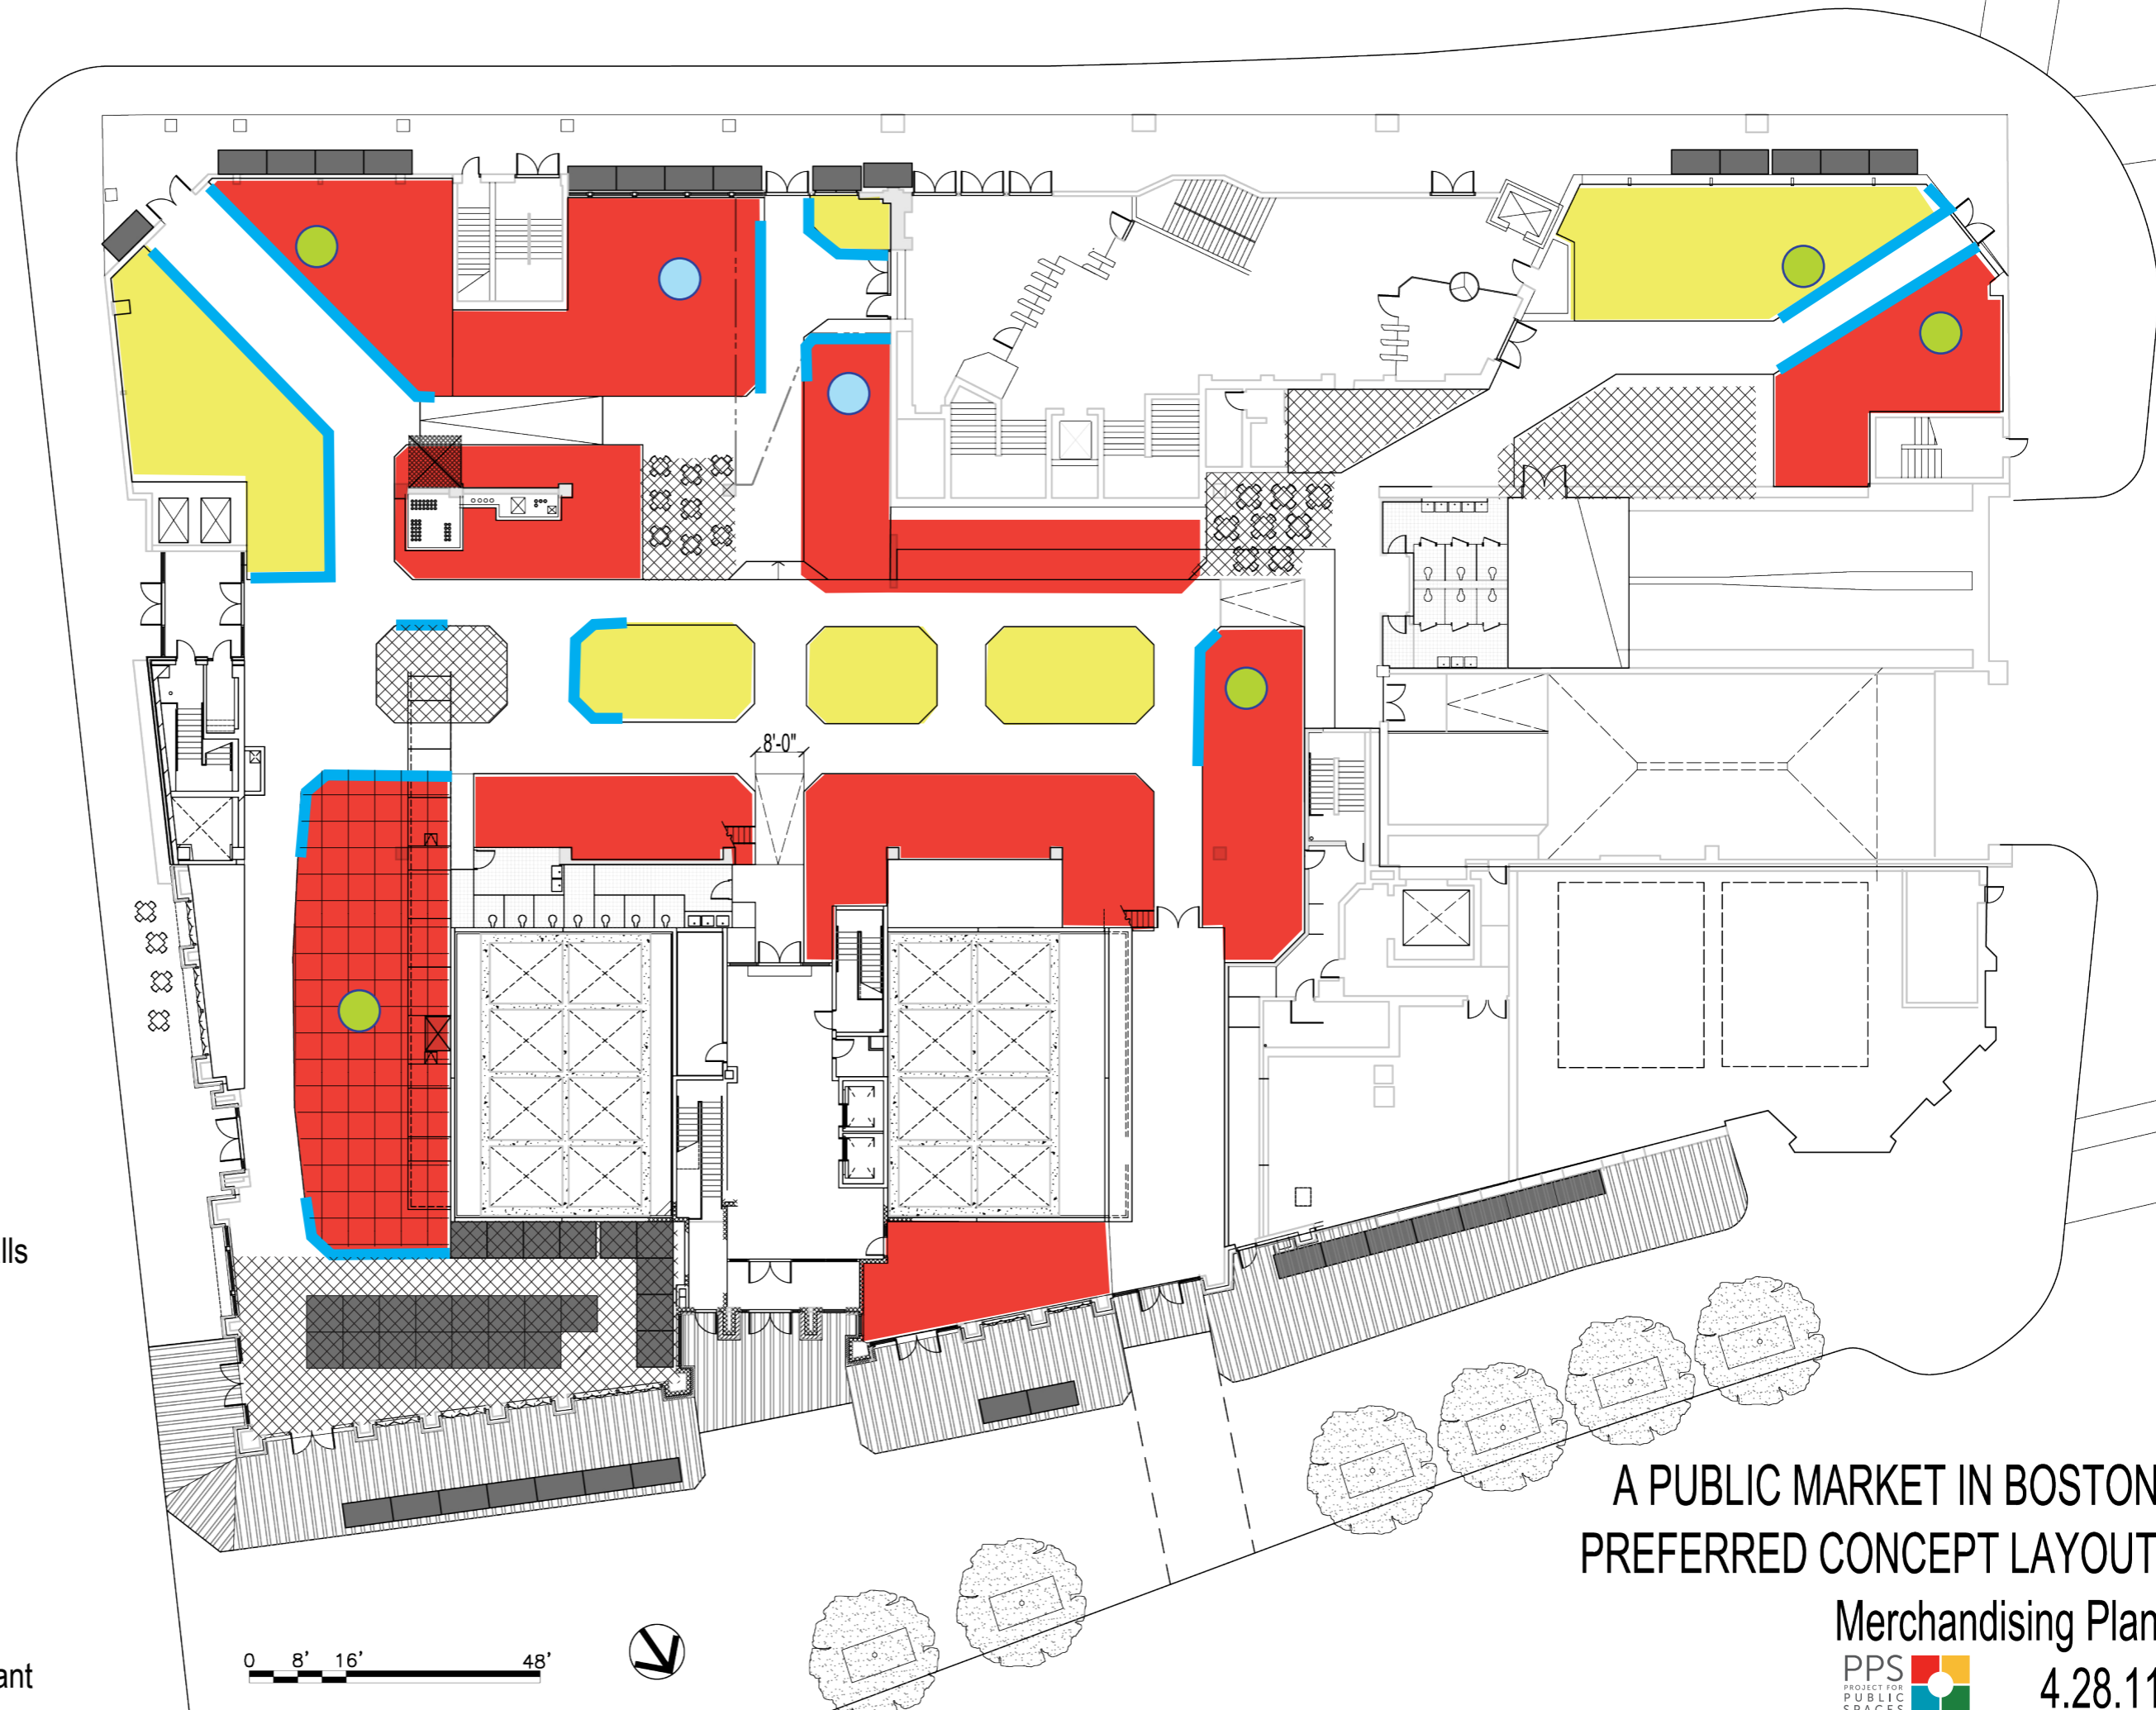 8'-0"
lls
ant
0 8' 16' 48'
A PUBLIC MARKET IN BOSTON
PREFERRED CONCEPT LAYOUT
Merchandising Plan
4.28.11
PPS
PROJECT FOR
PUBLIC
SPACES